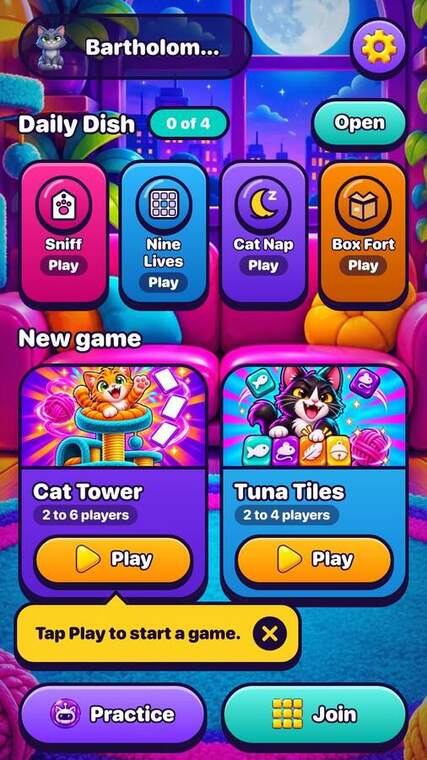 Bartholom...
Daily Dish
0 of 4
Open
Sniff
Play
Nine
Lives
Play
Cat Nap
Play
Box Fort
Play
New game
Cat Tower
2 to 6 players
Play
Tuna Tiles
2 to 4 players
Play
Tap Play to start a game.
Practice
Join